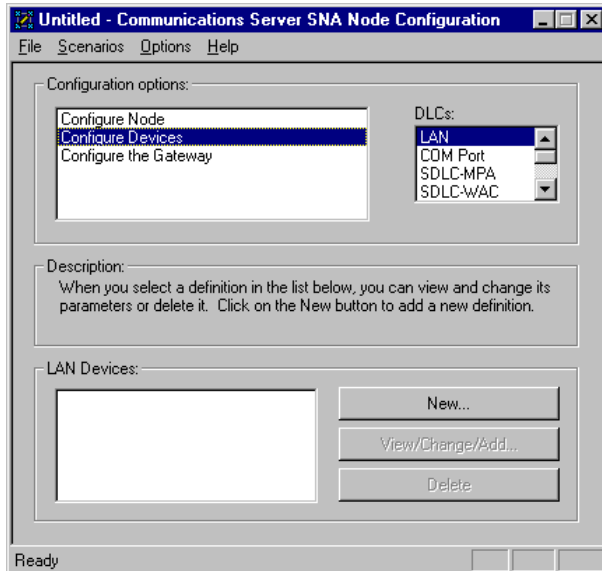 Untitled - Communications Server SNA Node Configuration
File Scenarios Options Help
Configuration options:
Configure Node
Configure Devices
Configure the Gateway
DLCs:
LAN
COM Port
SDLC-MPA
SDLC-WAC
Description:
When you select a definition in the list below, you can view and change its
parameters or delete it. Click on the New button to add a new definition.
LAN Devices:
New...
View/Change/Add...
Delete
Ready